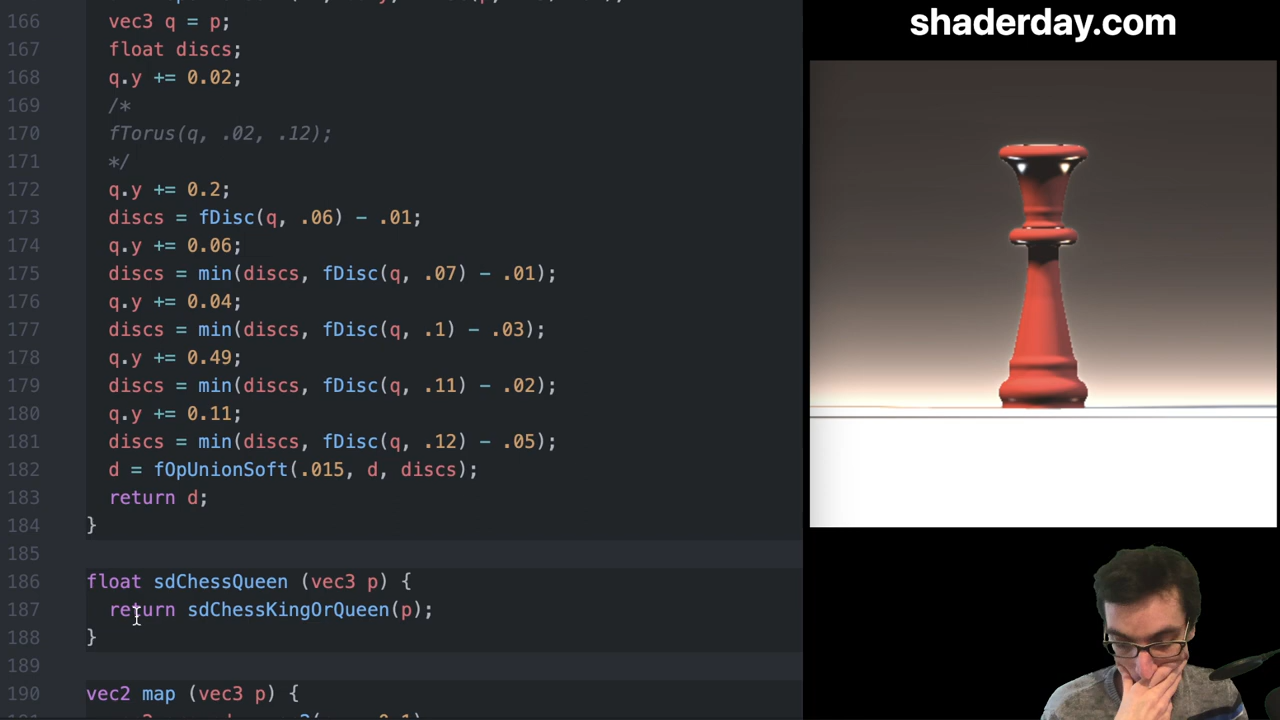 shaderday.com
166 vec3 q = p;
167 float discs;
168 q.y += 0.02;
169 /*
170 fTorus(q, .02, .12);
171 */
172 q.y += 0.2;
173 discs = fDisc(q, .06) - .01;
174 q.y += 0.06;
175 discs = min(discs, fDisc(q, .07) - .01);
176 q.y += 0.04;
177 discs = min(discs, fDisc(q, .1) - .03);
178 q.y += 0.49;
179 discs = min(discs, fDisc(q, .11) - .02);
180 q.y += 0.11;
181 discs = min(discs, fDisc(q, .12) - .05);
182 d = fOpUnionSoft(.015, d, discs);
183 return d;
184 }
185
186 float sdChessQueen (vec3 p) {
187 return sdChessKingOrQueen(p);
188 }
189
190 vec2 map (vec3 p) {